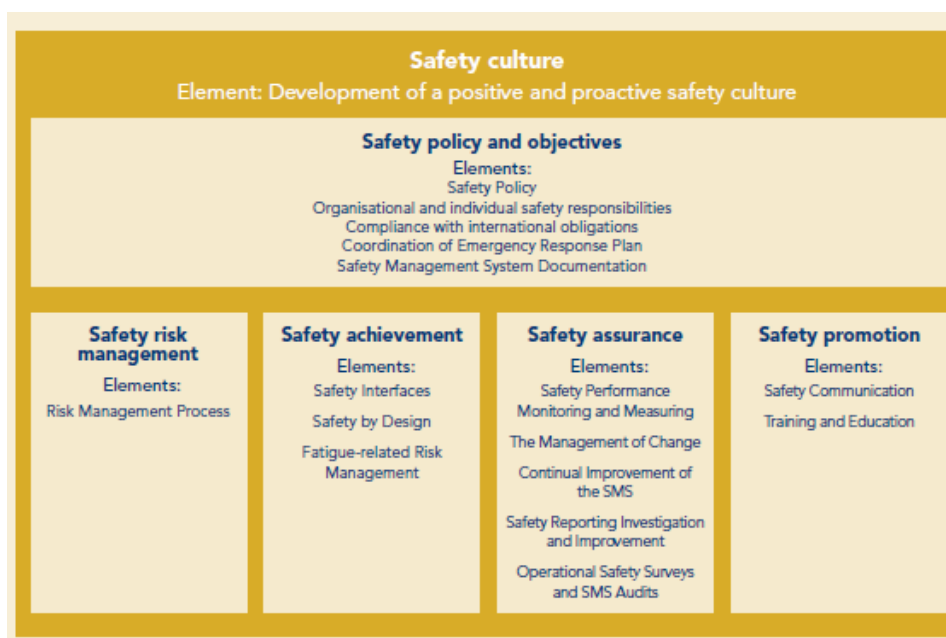 Safety culture
Element: Development of a positive and proactive safety culture
Safety policy and objectives
Elements:
Safety Policy
Organisational and individual safety responsibilities
Compliance with international obligations
Coordination of Emergency Response Plan
Safety Management System Documentation
Safety risk
management
Elements:
Risk Management Process
Safety achievement
Elements:
Safety Interfaces
Safety by Design
Fatigue-related Risk
Management
Safety assurance
Elements:
Safety Performance
Monitoring and Measuring
The Management of Change
Continual Improvement of
the SMS
Safety Reporting Investigation
and Improvement
Operational Safety Surveys
and SMS Audits
Safety promotion
Elements:
Safety Communication
Training and Education